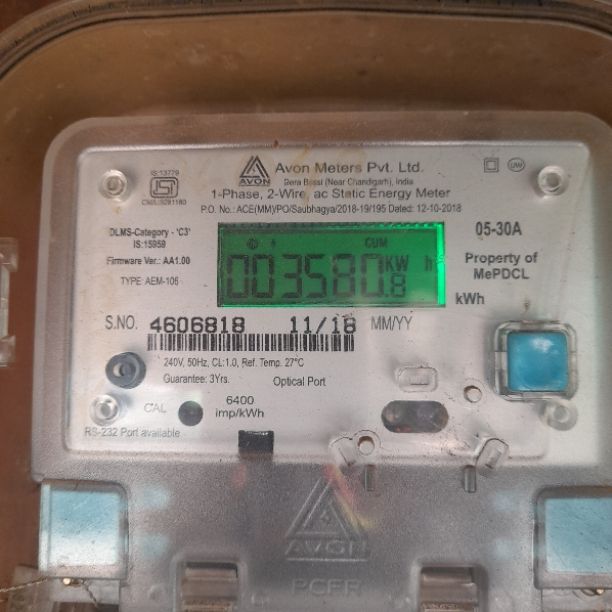 IS:13779
Avon Meters Pvt. Ltd.
AVON
Dera Bassi (Near Chandigarh), India
1-Phase, 2-Wire, ac Static Energy Meter
P.O. No.: ACE(MM)/PO/Saubhagya/2018-19/195 Dated: 12-10-2018
DLMS-Category - 'C3'
IS:15959
Firmware Ver.: AA1.00
TYPE: AEM-105
CUM
003580.8 KW h
05-30A
Property of
MePDCL
kWh
S.NO. 4606818 11/18 MM/YY
240V, 50Hz, CL:1.0, Ref. Temp. 27°C
Guarantee: 3Yrs. Optical Port
CAL
6400
imp/kWh
RS-232 Port available
AVON